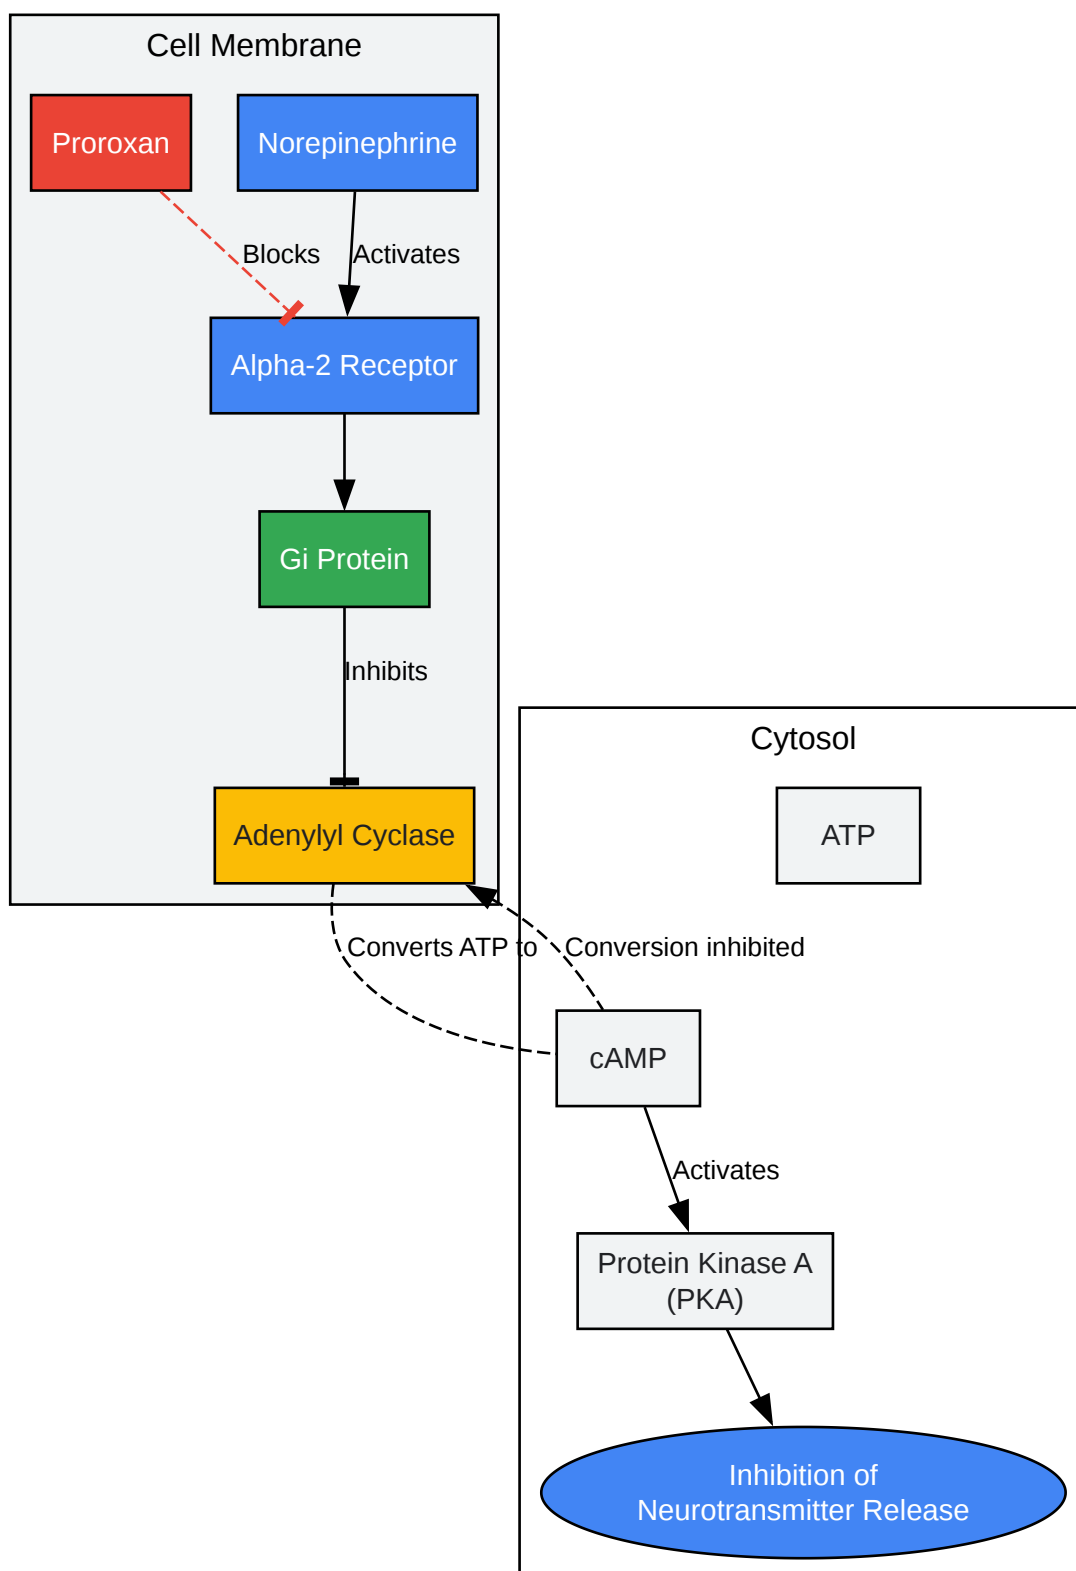 Cell Membrane
Proroxan
Norepinephrine
Blocks
Activates
Alpha-2 Receptor
Gi Protein
Inhibits
Cytosol
Adenylyl Cyclase
ATP
Converts ATP to
Conversion inhibited
cAMP
Activates
Protein Kinase A
(PKA)
Inhibition of
Neurotransmitter Release